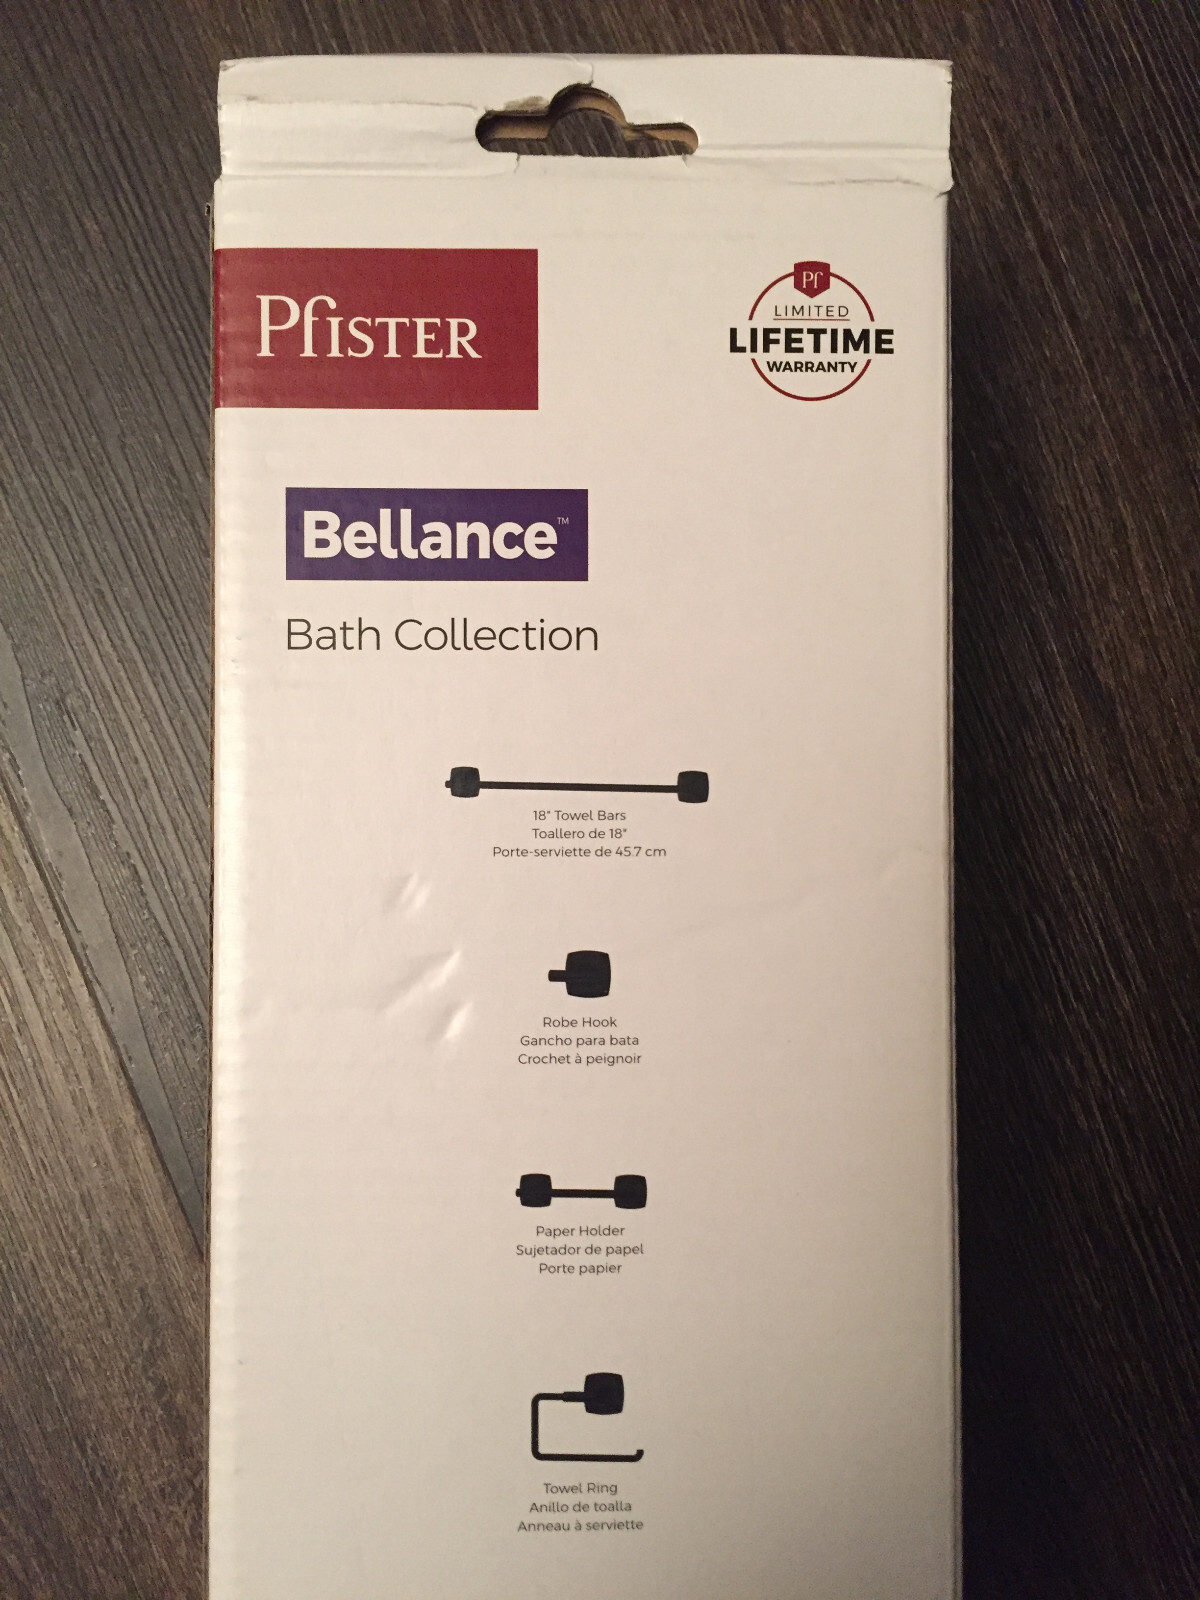 Pfister
Pf
LIMITED
LIFETIME
WARRANTY
Bellance™
Bath Collection
18" Towel Bars
Toallero de 18"
Porte-serviette de 45.7 cm
Robe Hook
Gancho para bata
Crochet à peignoir
Paper Holder
Sujetador de papel
Porte papier
Towel Ring
Anillo de toalla
Anneau à serviette